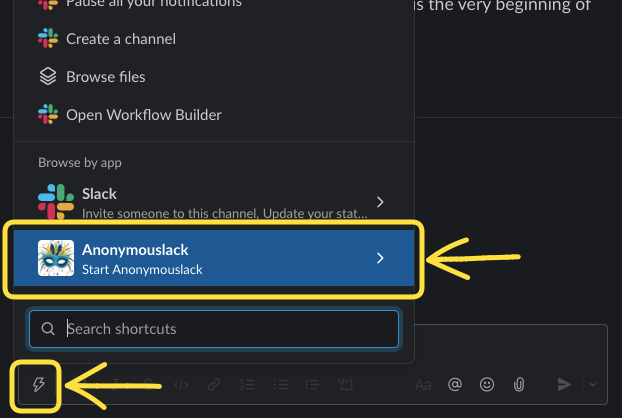 Pause all your notifications
is the very beginning of
Create a channel
Browse files
Open Workflow Builder
Browse by app
Slack
Invite someone to this channel, Update your stat...
Anonymouslack
Start Anonymouslack
Search shortcuts
Aa